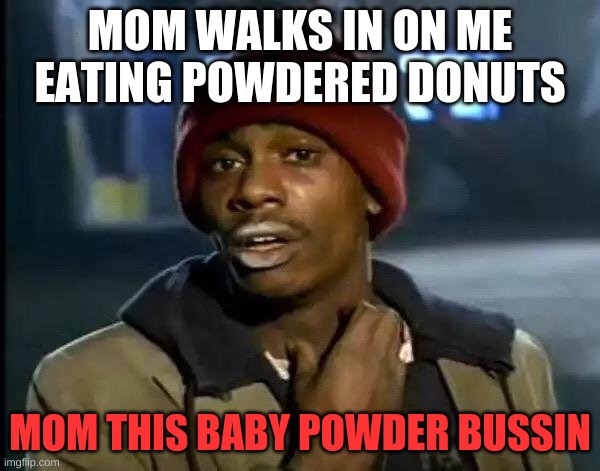 MOM WALKS IN ON ME
EATING POWDERED DONUTS
MOM THIS BABY POWDER BUSSIN
imgflip.com